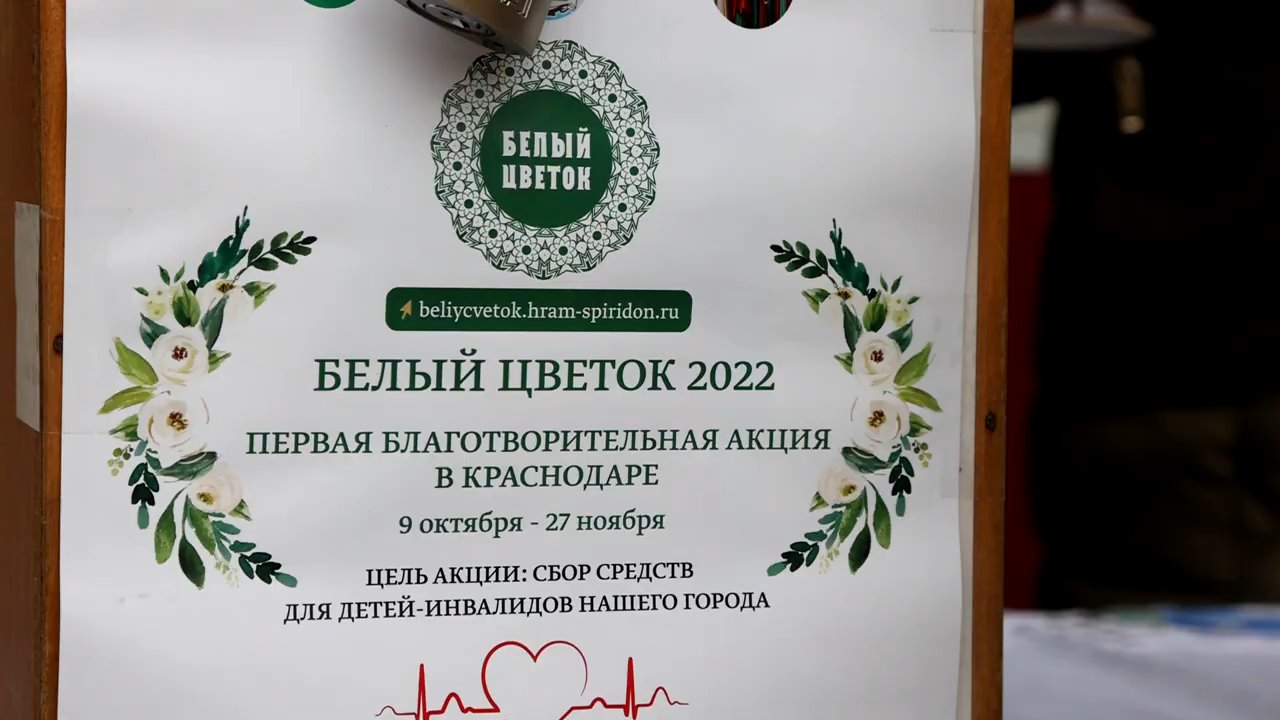 БЕЛЫЙ
ЦВЕТОК
beliycvetok.hram-spiridon.ru
БЕЛЫЙ ЦВЕТОК 2022
ПЕРВАЯ БЛАГОТВОРИТЕЛЬНАЯ АКЦИЯ
В КРАСНОДАРЕ
9 октября - 27 ноября
ЦЕЛЬ АКЦИИ: СБОР СРЕДСТВ
ДЛЯ ДЕТЕЙ-ИНВАЛИДОВ НАШЕГО ГОРОДА